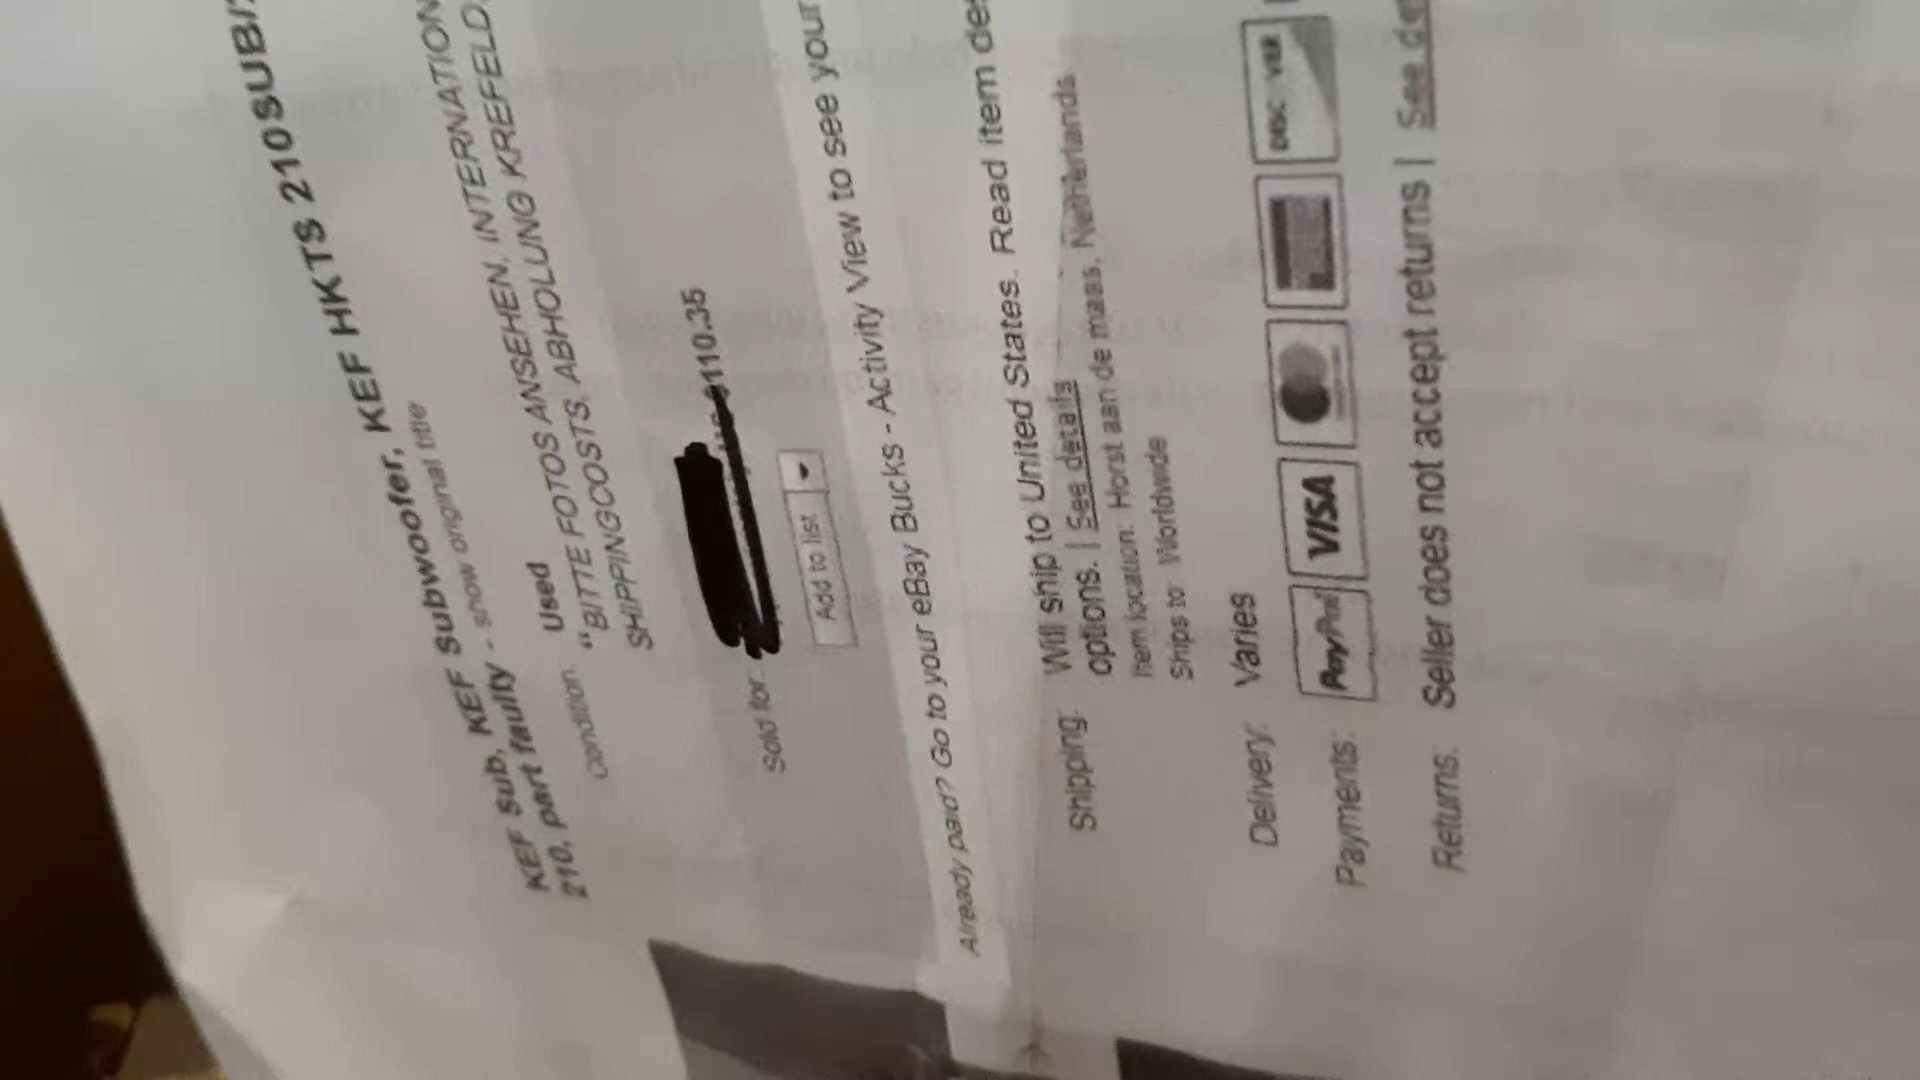 KEF Sub, KEF Subwoofer, KEF HKTS 210SUB/
210, part faulty - show original title
Condition: Used
"BITTE FOTOS ANSEHEN, INTERNATION
SHIPPINGCOSTS. ABHOLUNG KREFELD.
Sold for: $110.35
Add to list
Already paid? Go to your eBay Bucks - Activity View to see your
Shipping: Will ship to United States. Read item des
options. | See details
Item location: Horst aan de maas, Netherlands
Ships to: Worldwide
Delivery: Varies
Payments: PayPal VISA DISCOVER
Returns: Seller does not accept returns | See de